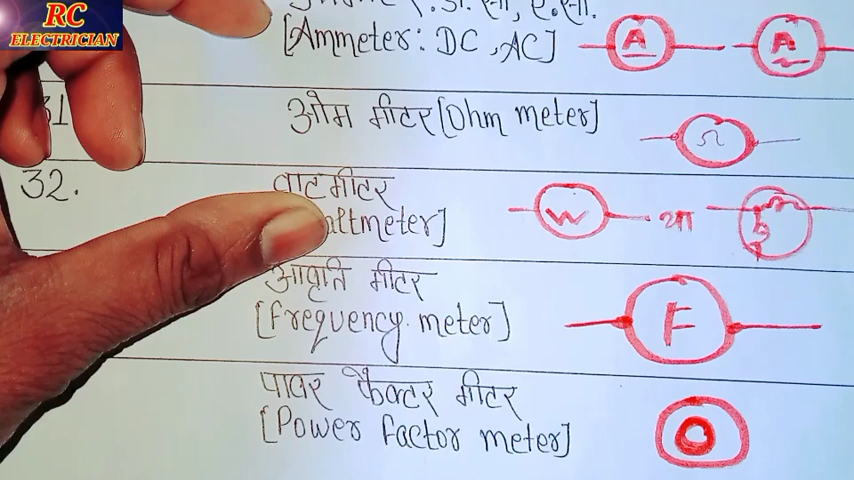 RC
ELECTRICIAN
[Ammeter: DC, AC]
A
A
31
ओम मीटर [Ohm meter]
Ω
32.
वाट मीटर
attmeter]
W
या
आवृति मीटर
[frequency meter]
F
पावर फैक्टर मीटर
[Power factor meter]